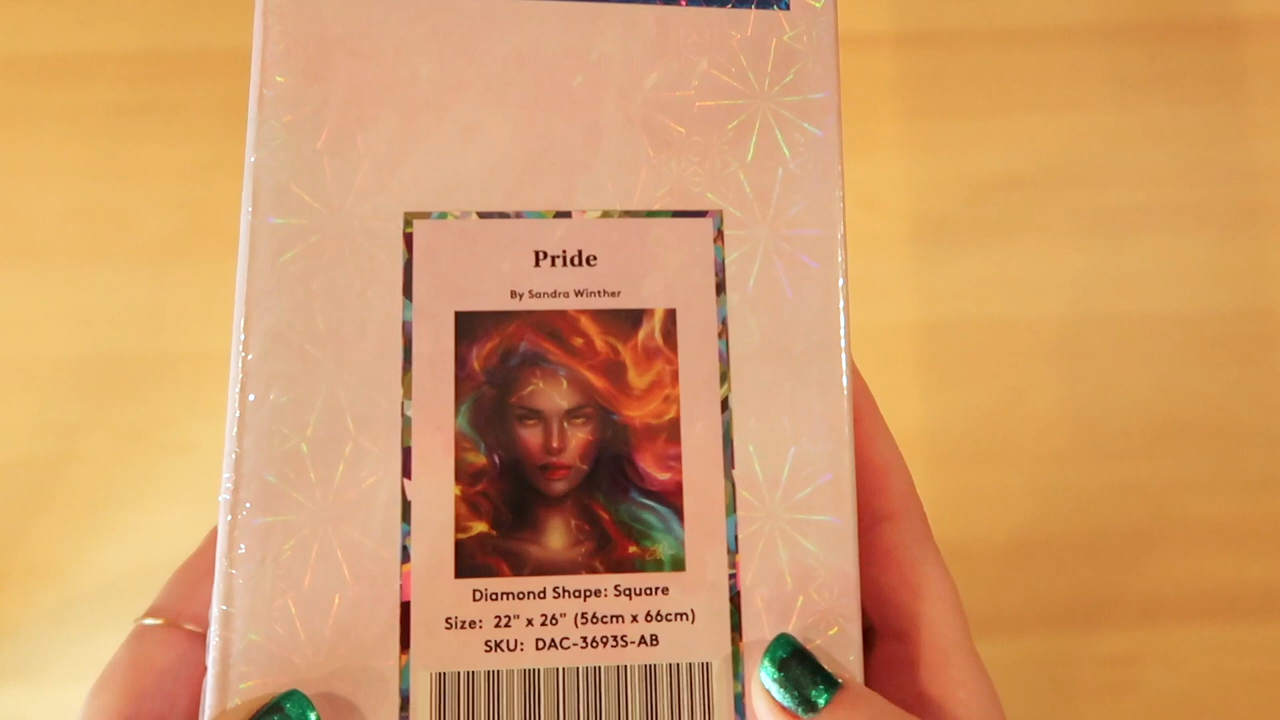 Pride
By Sandra Winther
Diamond Shape: Square
Size: 22" x 26" (56cm x 66cm)
SKU: DAC-3693S-AB